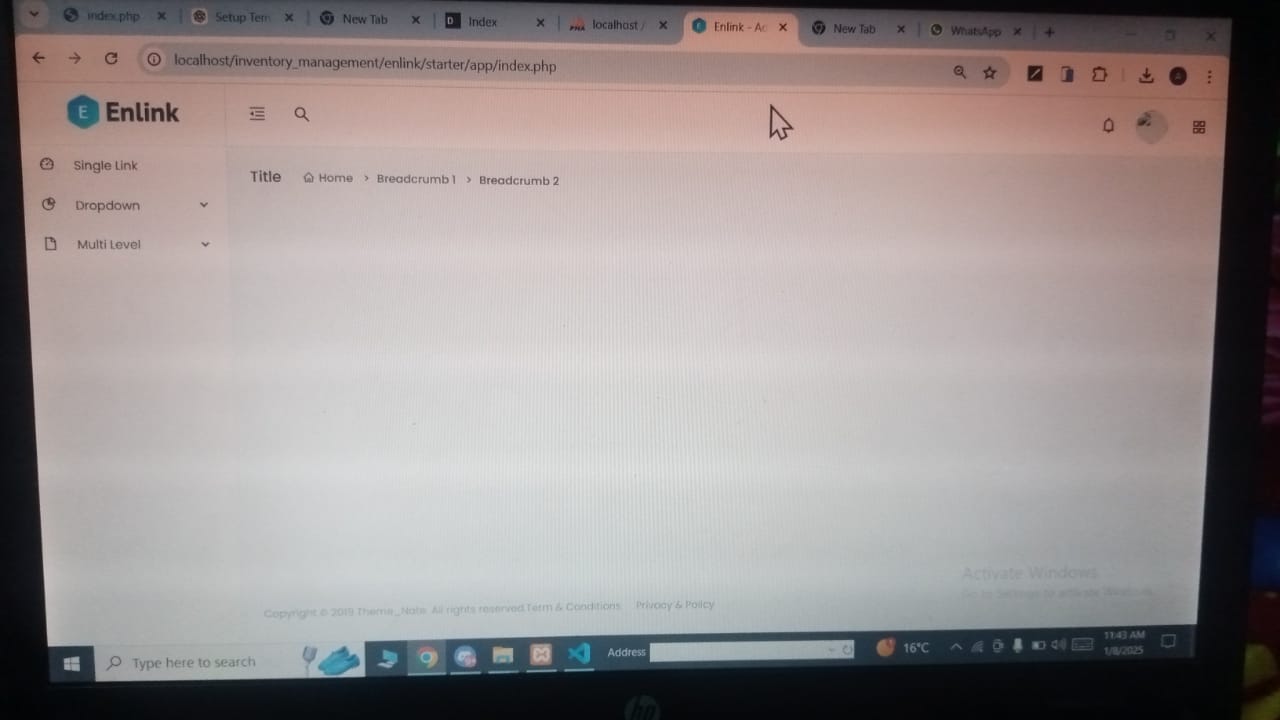 index.php
Setup Tem
New Tab
Index
localhost /
Enlink - Ac
New Tab
WhatsApp
localhost/inventory_management/enlink/starter/app/index.php
E Enlink
Single Link
Title Home > Breadcrumb 1 > Breadcrumb 2
Dropdown
Multi Level
Activate Windows
Go to Settings to activate Windows.
Copyright © 2019 Theme_Nate. All rights reserved.Term & Conditions Privacy & Policy
Type here to search
Address
16°C
11:43 AM
1/8/2025
hp